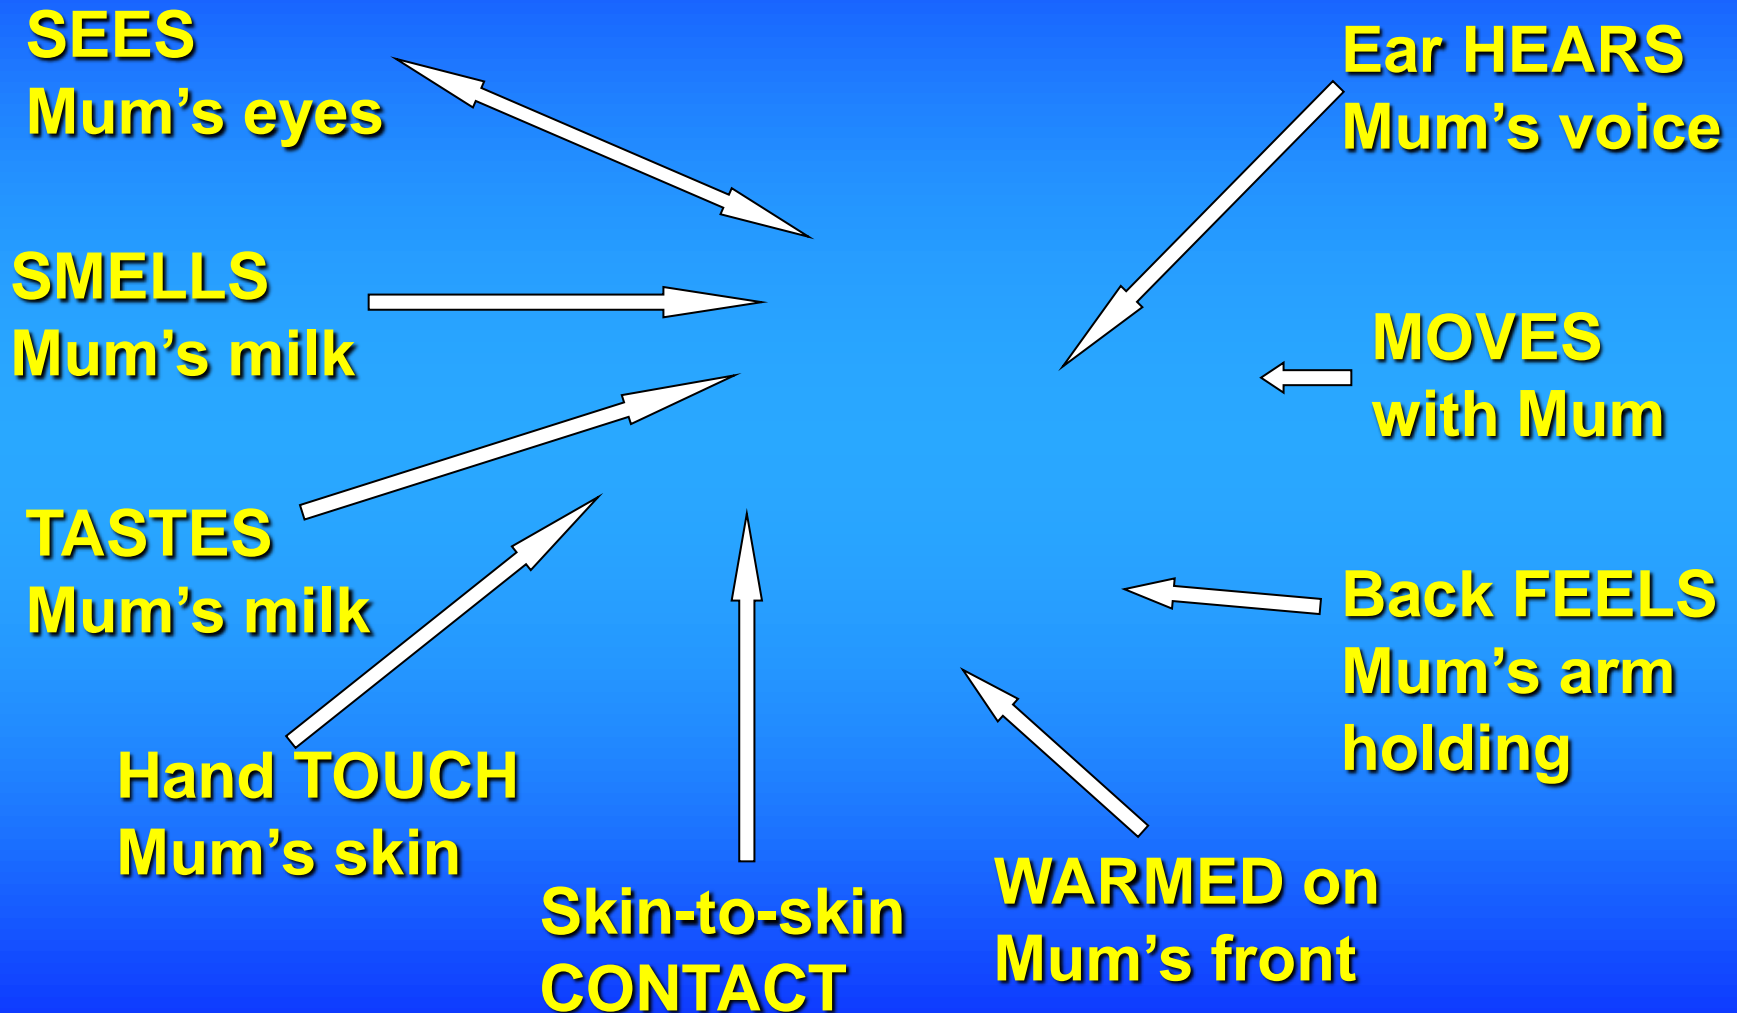 SEES
Mum’s eyes
Ear HEARS
Mum’s voice
SMELLS
Mum’s milk
MOVES
with Mum
TASTES
Mum’s milk
Back FEELS
Mum’s arm
holding
Hand TOUCH
Mum’s skin
Skin-to-skin
CONTACT
WARMED on
Mum’s front